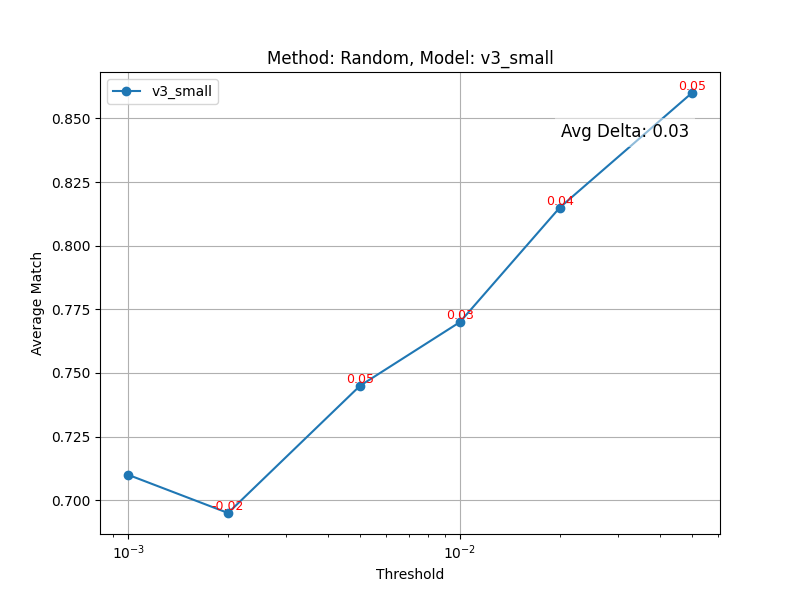 Method: Random, Model: v3_small
v3_small
Avg Delta: 0.03
0.05
0.04
0.03
0.05
-0.02
0.850
0.825
0.800
0.775
0.750
0.725
0.700
Average Match
10⁻³
10⁻²
Threshold